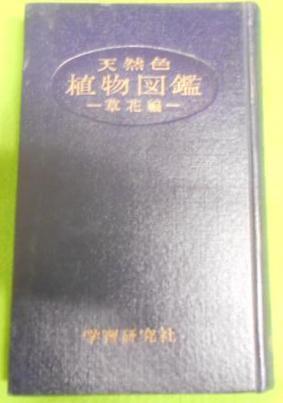 天然色
植物図鑑
—草花編—
学習研究社